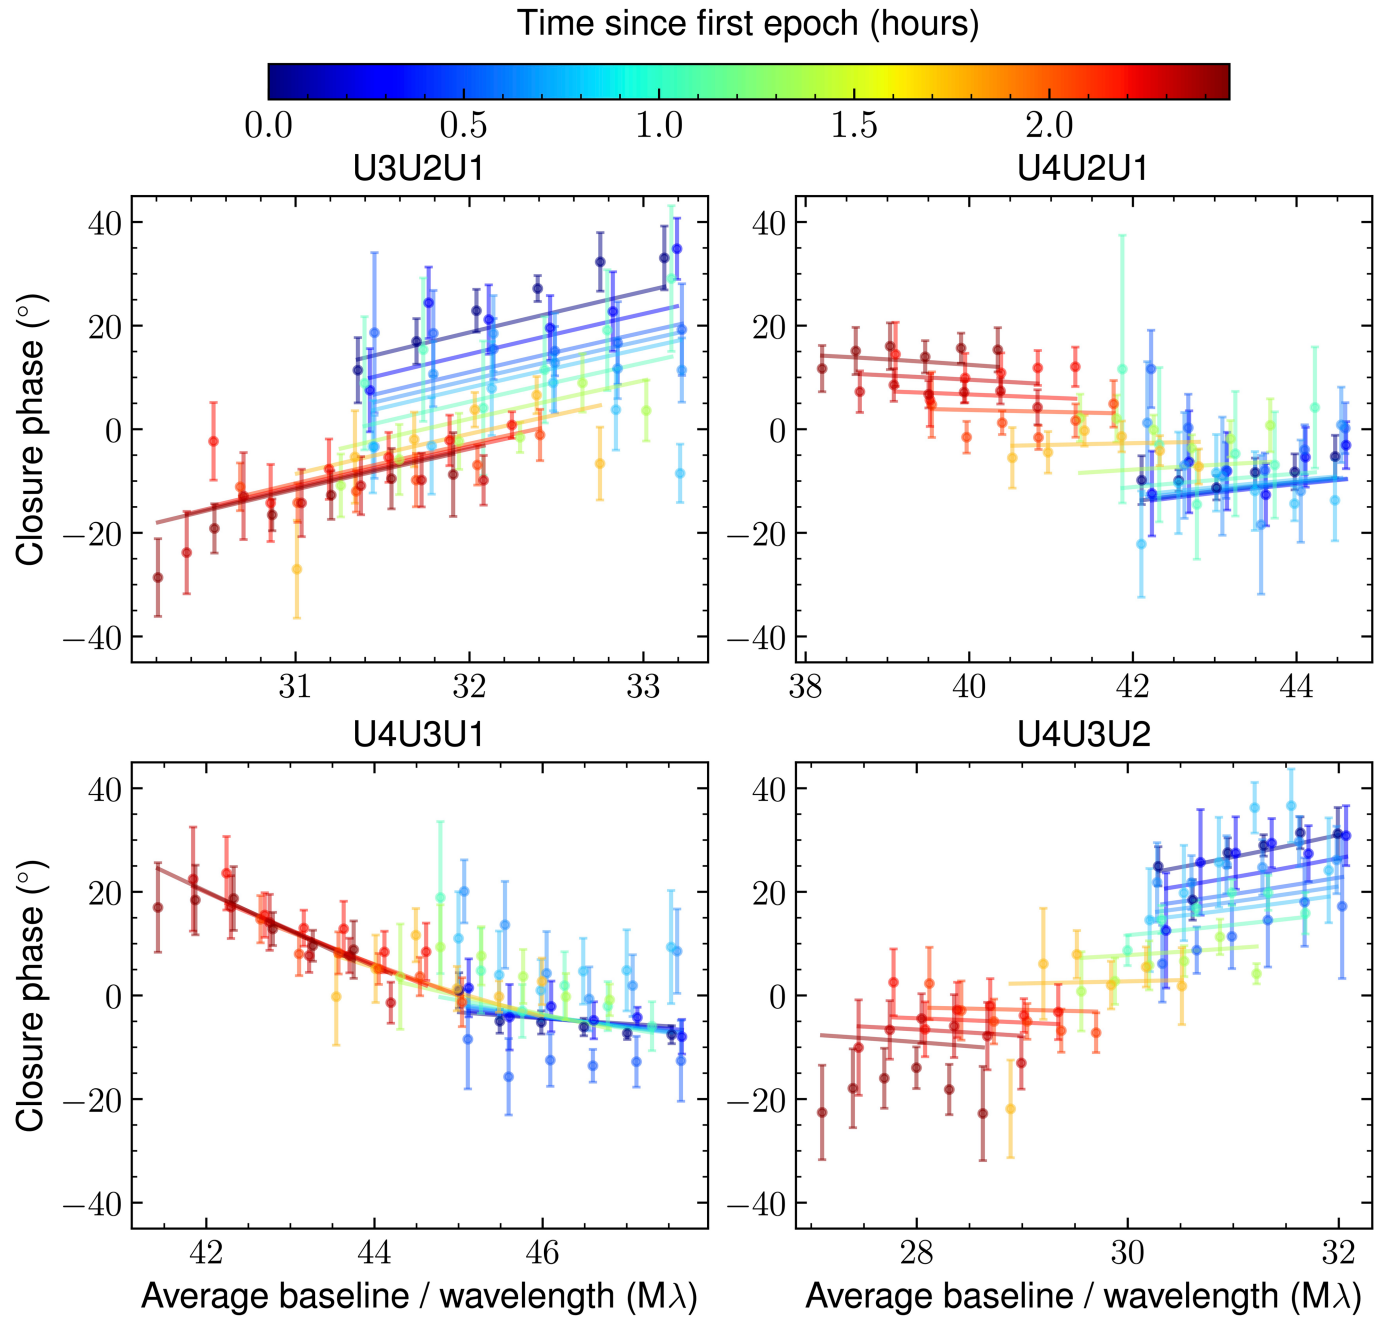 Time since first epoch (hours)
0.0 0.5 1.0 1.5 2.0
U3U2U1 U4U2U1
40 40
20 20
0 0
−20 −20
−40 −40
Closure phase (°)
31 32 33 38 40 42 44
U4U3U1 U4U3U2
40 40
20 20
0 0
−20 −20
−40 −40
Closure phase (°)
42 44 46 28 30 32
Average baseline / wavelength (Mλ) Average baseline / wavelength (Mλ)